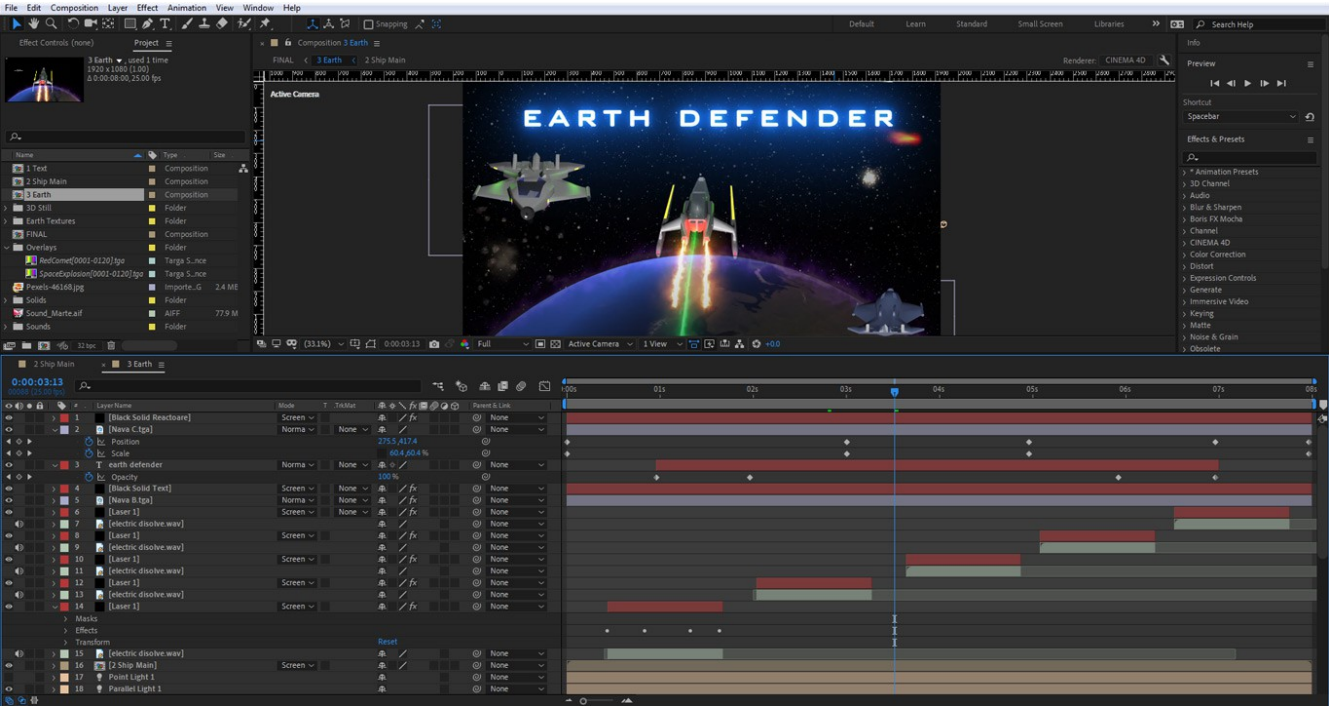 File Edit Composition Layer Effect Animation View Window Help
Snapping Default Learn Standard Small Screen Libraries Search Help
Effect Controls (none) Project
3 Earth , used 1 time
1920 x 1080 (1.00)
Δ 0:00:08:00, 25.00 fps
Name Type Size
1 Text Composition
2 Ship Main Composition
3 Earth Composition
3D Still Folder
Earth Textures Folder
FINAL Composition
Overlays Folder
RedComet[0001-0120].tga Targa S...nce
SpaceExplosion[0001-0120].tga Targa S...nce
Pexels-46168.jpg Importe...G 2.4 MB
Solids Folder
Sound_Marte.aif AIFF 77.9 M
Sounds Folder
32 bpc
Composition 3 Earth
FINAL 3 Earth 2 Ship Main
Renderer: CINEMA 4D
Active Camera
EARTH DEFENDER
(33.1%) 0:00:03:13 Full Active Camera 1 View +0.0
Info
Preview
Shortcut
Spacebar
Effects & Presets
* Animation Presets
3D Channel
Audio
Blur & Sharpen
Boris FX Mocha
Channel
CINEMA 4D
Color Correction
Distort
Expression Controls
Generate
Immersive Video
Keying
Matte
Noise & Grain
Obsolete
2 Ship Main 3 Earth
0:00:03:13
00088 (25.00 fps)
:00s 01s 02s 03s 04s 05s 06s 07s 08s
# Layer Name Mode T .TrkMat Parent & Link
1 [Black Solid Reactoare] Screen None
2 [Nava C.tga] Norma None None
Position 275.5,417.4
Scale 60.4,60.4 %
3 T earth defender Norma None None
Opacity 100 %
4 [Black Solid Text] Screen None None
5 [Nava B.tga] Norma None None
6 [Laser 1] Screen None None
7 [electric disolve.wav] None
8 [Laser 1] Screen None
9 [electric disolve.wav] None
10 [Laser 1] Screen None
11 [electric disolve.wav] None
12 [Laser 1] Screen None
13 [electric disolve.wav] None
14 [Laser 1] Screen None
Masks
Effects
Transform Reset
15 [electric disolve.wav] None
16 [2 Ship Main] Screen None
17 Point Light 1 None
18 Parallel Light 1 None